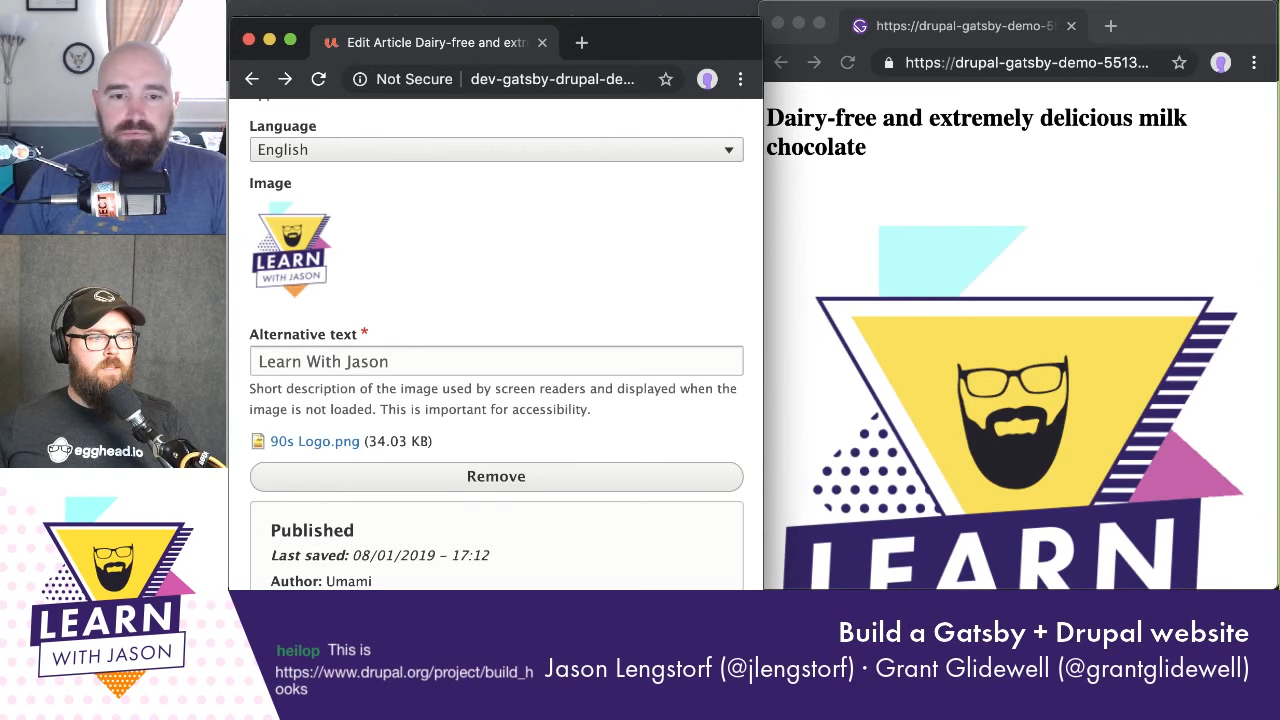 Edit Article Dairy-free and extr
Not Secure | dev-gatsby-drupal-de...
Language
English
Image
LEARN
WITH JASON
Alternative text *
Learn With Jason
Short description of the image used by screen readers and displayed when the
image is not loaded. This is important for accessibility.
90s Logo.png (34.03 KB)
Remove
Published
Last saved: 08/01/2019 – 17:12
Author: Umami
https://drupal-gatsby-demo-55
https://drupal-gatsby-demo-5513...
Dairy-free and extremely delicious milk
chocolate
LEARN
egghead.io
LEARN
WITH JASON
heilop This is
https://www.drupal.org/project/build_h
ooks
Build a Gatsby + Drupal website
Jason Lengstorf (@jlengstorf) · Grant Glidewell (@grantglidewell)